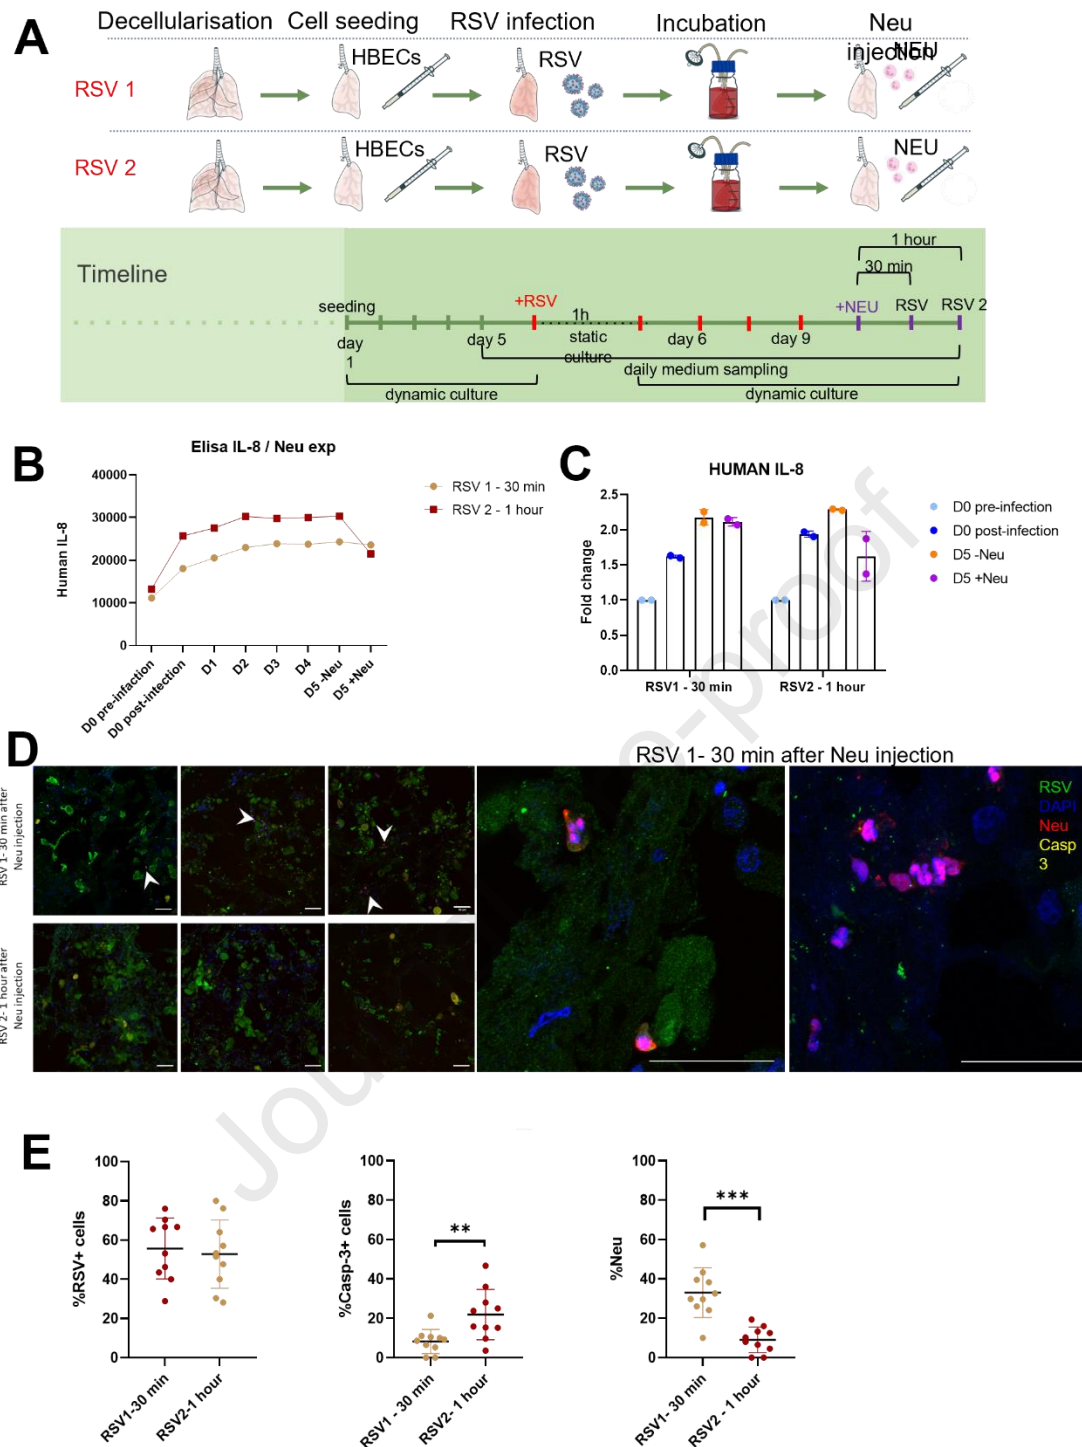 A
Decellularisation Cell seeding RSV infection Incubation Neu injection
RSV 1
HBECs
RSV
NEU
RSV 2
HBECs
RSV
NEU
Timeline
1 hour
30 min
seeding
+RSV
1h
static culture
+NEU
RSV
RSV 2
day 1
day 5
day 6
day 9
daily medium sampling
dynamic culture
dynamic culture
B
Elisa IL-8 / Neu exp
Human IL-8
40000
30000
20000
10000
0
D0 pre-infaction
D0 post-intection
D1
D2
D3
D4
D5 -Neu
D5 +Neu
RSV 1 - 30 min
RSV 2 - 1 hour
C
HUMAN IL-8
Fold change
2.5
2.0
1.5
1.0
0.5
0.0
RSV1 - 30 min
RSV2 - 1 hour
D0 pre-infection
D0 post-infection
D5 -Neu
D5 +Neu
D
RSV 1- 30 min after Neu injection
RSV 1- 30 min after
Neu injection
RSV 2- 1 hour after
Neu injection
RSV
DAPI
Neu
Casp
3
E
%RSV+ cells
100
80
60
40
20
0
RSV1-30 min
RSV2-1 hour
%Casp-3+ cells
100
80
60
40
20
0
**
RSV1 - 30 min
RSV2- 1 hour
%Neu
100
80
60
40
20
0
***
RSV1- 30 min
RSV2 - 1 hour